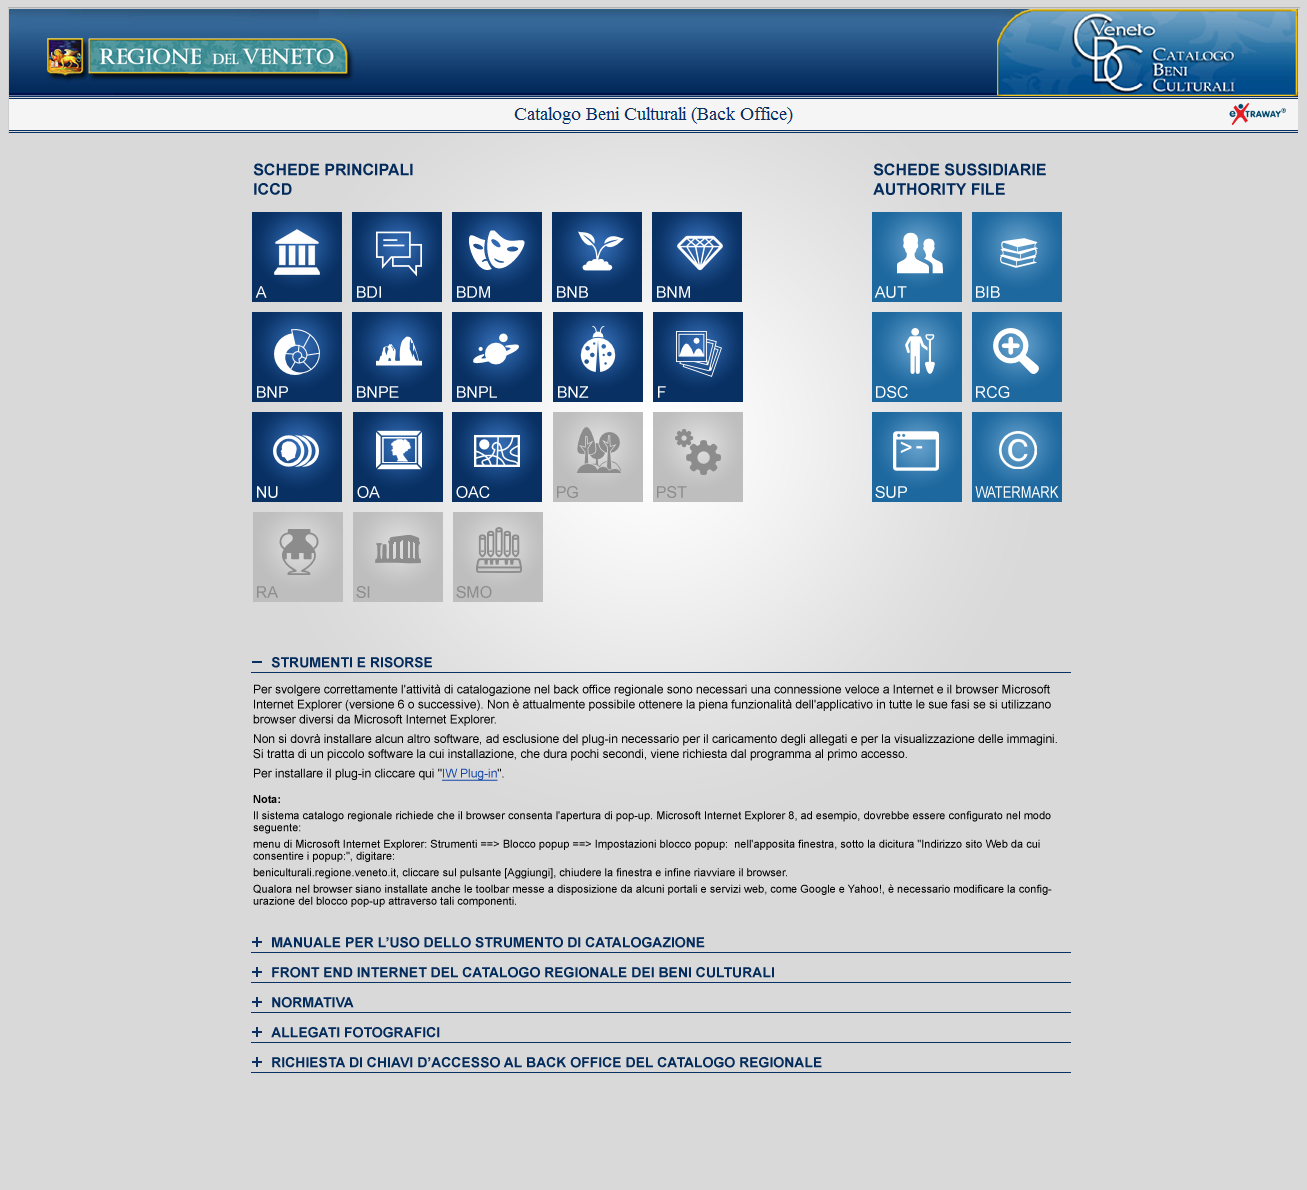 REGIONE DEL VENETO
Veneto
CBC
CATALOGO
BENI
CULTURALI
Catalogo Beni Culturali (Back Office)
eXTRAWAY®
SCHEDE PRINCIPALI
ICCD
A
BDI
BDM
BNB
BNM
BNP
BNPE
BNPL
BNZ
F
NU
OA
OAC
PG
PST
RA
SI
SMO
SCHEDE SUSSIDIARIE
AUTHORITY FILE
AUT
BIB
DSC
RCG
SUP
WATERMARK
STRUMENTI E RISORSE
Per svolgere correttamente l'attività di catalogazione nel back office regionale sono necessari una connessione veloce a Internet e il browser Microsoft
Internet Explorer (versione 6 o successive). Non è attualmente possibile ottenere la piena funzionalità dell'applicativo in tutte le sue fasi se si utilizzano
browser diversi da Microsoft Internet Explorer.
Non si dovrà installare alcun altro software, ad esclusione del plug-in necessario per il caricamento degli allegati e per la visualizzazione delle immagini.
Si tratta di un piccolo software la cui installazione, che dura pochi secondi, viene richiesta dal programma al primo accesso.
Per installare il plug-in cliccare qui "IW Plug-in".
Nota:
Il sistema catalogo regionale richiede che il browser consenta l'apertura di pop-up. Microsoft Internet Explorer 8, ad esempio, dovrebbe essere configurato nel modo
seguente:
menu di Microsoft Internet Explorer: Strumenti ==> Blocco popup ==> Impostazioni blocco popup:  nell'apposita finestra, sotto la dicitura "Indirizzo sito Web da cui
consentire i popup:", digitare:
beniculturali.regione.veneto.it, cliccare sul pulsante [Aggiungi], chiudere la finestra e infine riavviare il browser.
Qualora nel browser siano installate anche le toolbar messe a disposizione da alcuni portali e servizi web, come Google e Yahoo!, è necessario modificare la config-
urazione del blocco pop-up attraverso tali componenti.
MANUALE PER L’USO DELLO STRUMENTO DI CATALOGAZIONE
FRONT END INTERNET DEL CATALOGO REGIONALE DEI BENI CULTURALI
NORMATIVA
ALLEGATI FOTOGRAFICI
RICHIESTA DI CHIAVI D’ACCESSO AL BACK OFFICE DEL CATALOGO REGIONALE